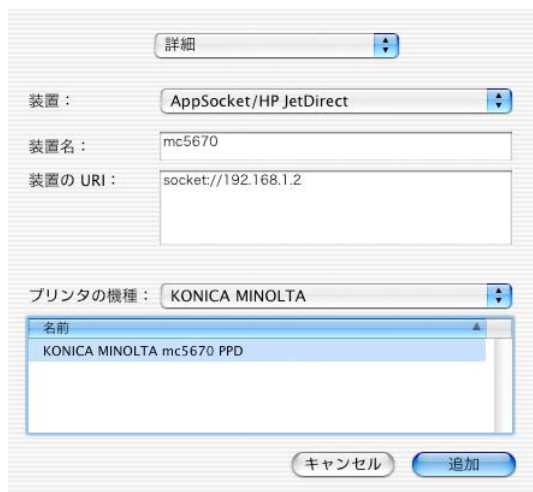 詳細
装置： AppSocket/HP JetDirect
装置名： mc5670
装置の URI： socket://192.168.1.2
プリンタの機種： KONICA MINOLTA
名前
KONICA MINOLTA mc5670 PPD
キャンセル 追加